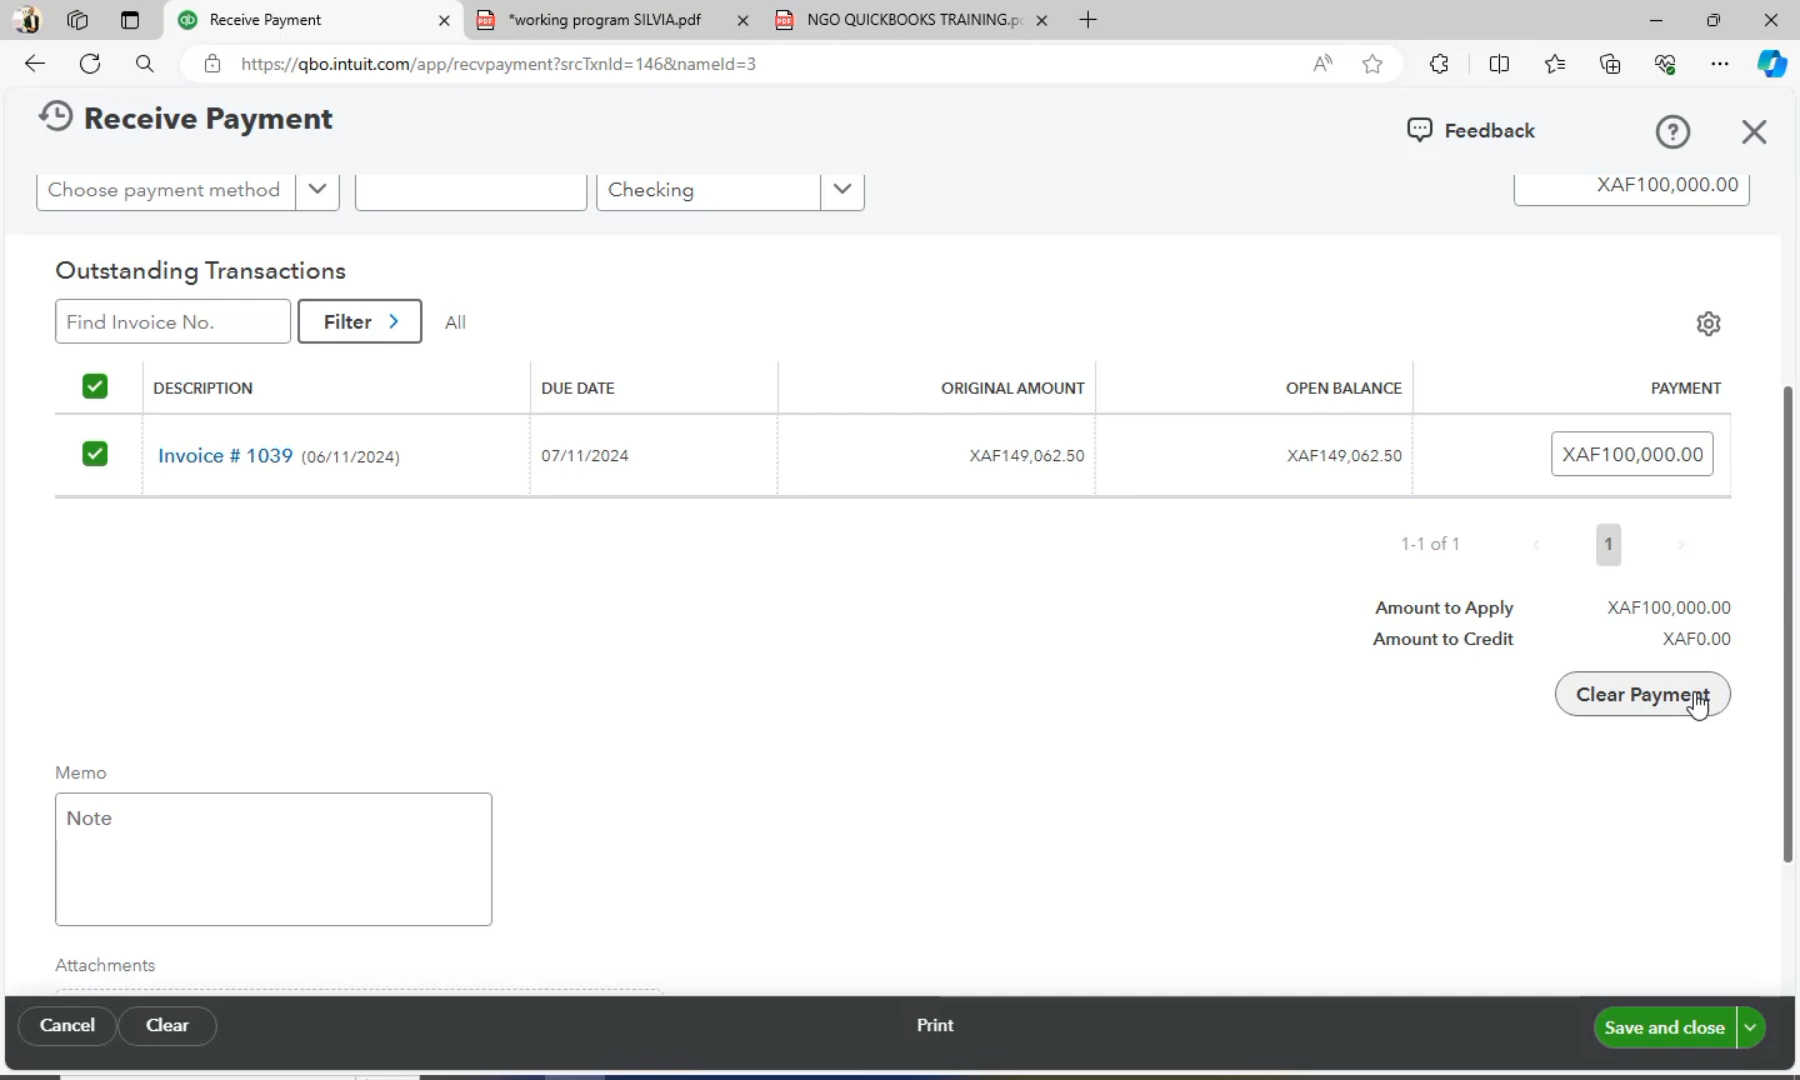 Receive Payment
*working program SILVIA.pdf
NGO QUICKBOOKS TRAINING.pd
https://qbo.intuit.com/app/recvpayment?srcTxnId=146&nameId=3
Receive Payment
Feedback
Choose payment method
Checking
XAF100,000.00
Outstanding Transactions
Find Invoice No.
Filter
All
DESCRIPTION DUE DATE ORIGINAL AMOUNT OPEN BALANCE PAYMENT
Invoice # 1039 (06/11/2024) 07/11/2024 XAF149,062.50 XAF149,062.50 XAF100,000.00
1-1 of 1 1
Amount to Apply XAF100,000.00
Amount to Credit XAF0.00
Clear Payment
Memo
Note
Attachments
Cancel Clear Print Save and close